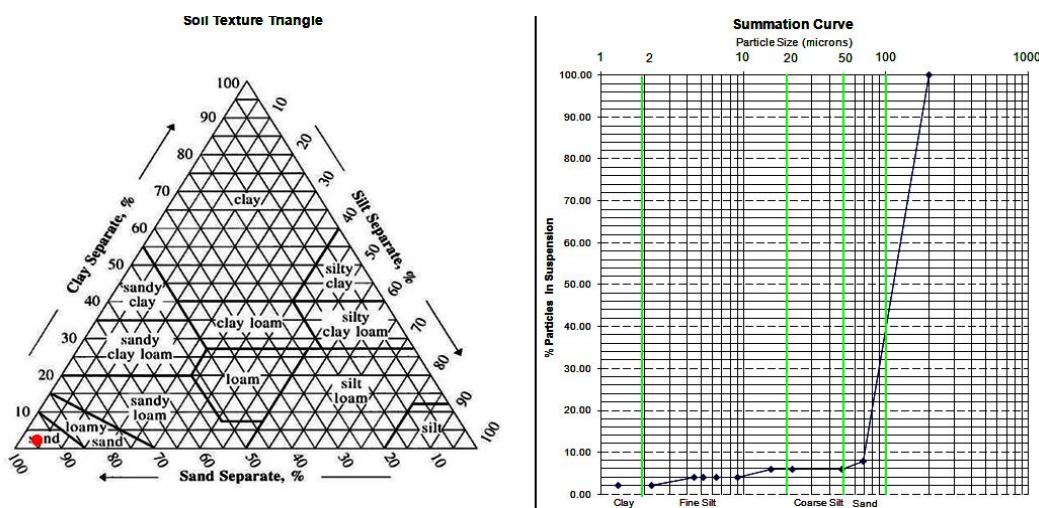 Soil Texture Triangle
100
90
80
70
60
50
40
30
20
10
10
20
30
40
50
60
70
80
90
100
Clay Separate, %
Silt Separate, %
clay
silty
clay
sandy
clay
clay loam
silty
clay loam
sandy
clay loam
loam
silt
loam
sandy
loam
loamy
sand
sand
silt
100
90
80
70
60
50
40
30
20
10
Sand Separate, %
Summation Curve
Particle Size (microns)
1 2 10 20 50 100 1000
% Particles In Suspension
100.00
90.00
80.00
70.00
60.00
50.00
40.00
30.00
20.00
10.00
0.00
Clay Fine Silt Coarse Silt Sand